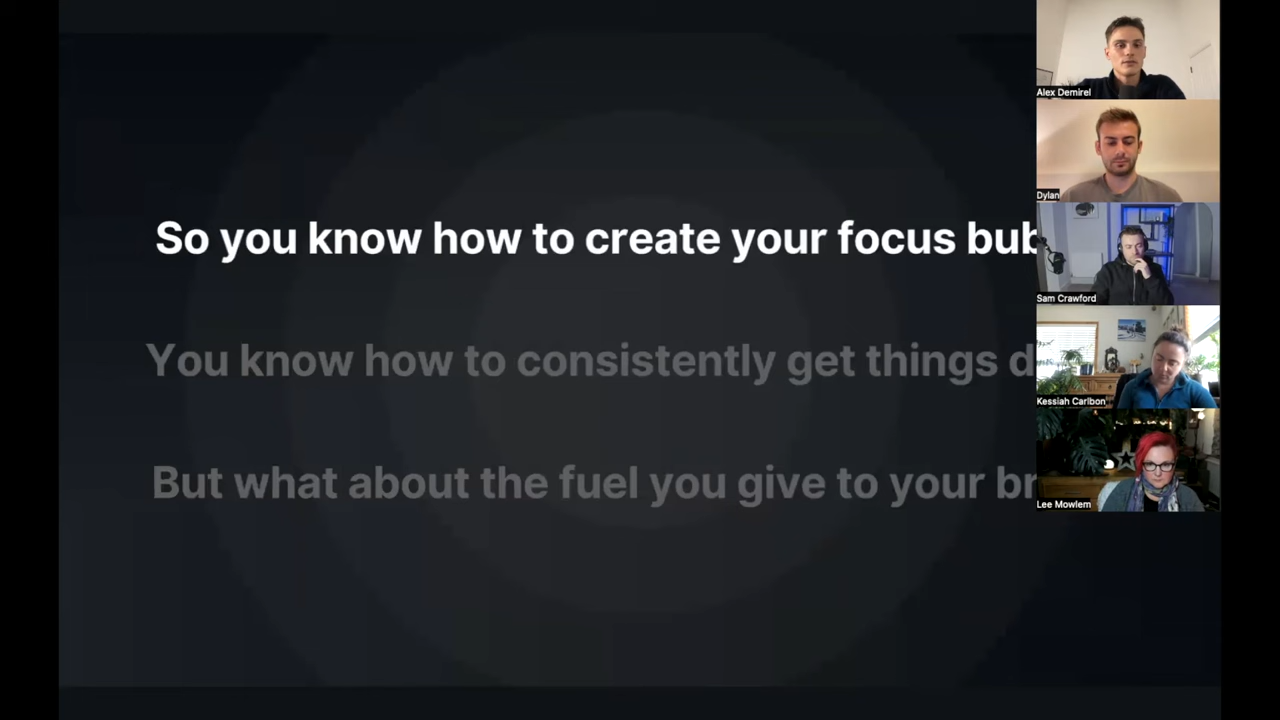 So you know how to create your focus bub
You know how to consistently get things d
But what about the fuel you give to your br
Alex Demirel
Dylan
Sam Crawford
Kessiah Carlbon
Lee Mowlem